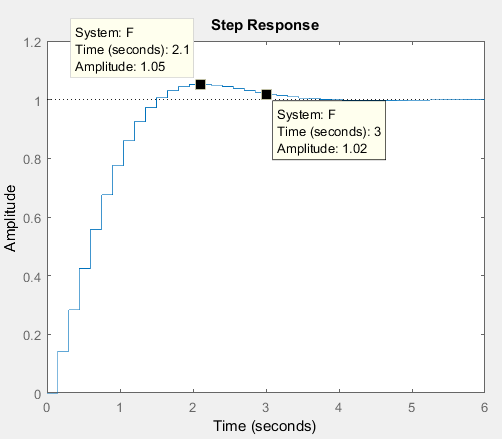 Step Response
System: F
Time (seconds): 2.1
Amplitude: 1.05
System: F
Time (seconds): 3
Amplitude: 1.02
Amplitude
1.2
1
0.8
0.6
0.4
0.2
0
0 1 2 3 4 5 6
Time (seconds)